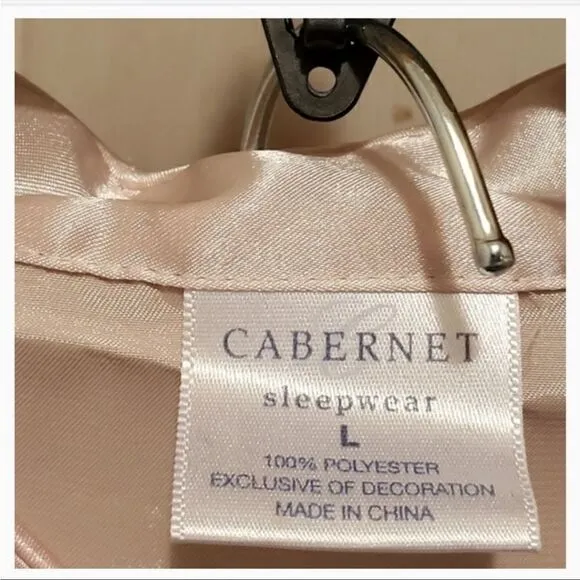 CABERNET
sleepwear
L
100% POLYESTER
EXCLUSIVE OF DECORATION
MADE IN CHINA